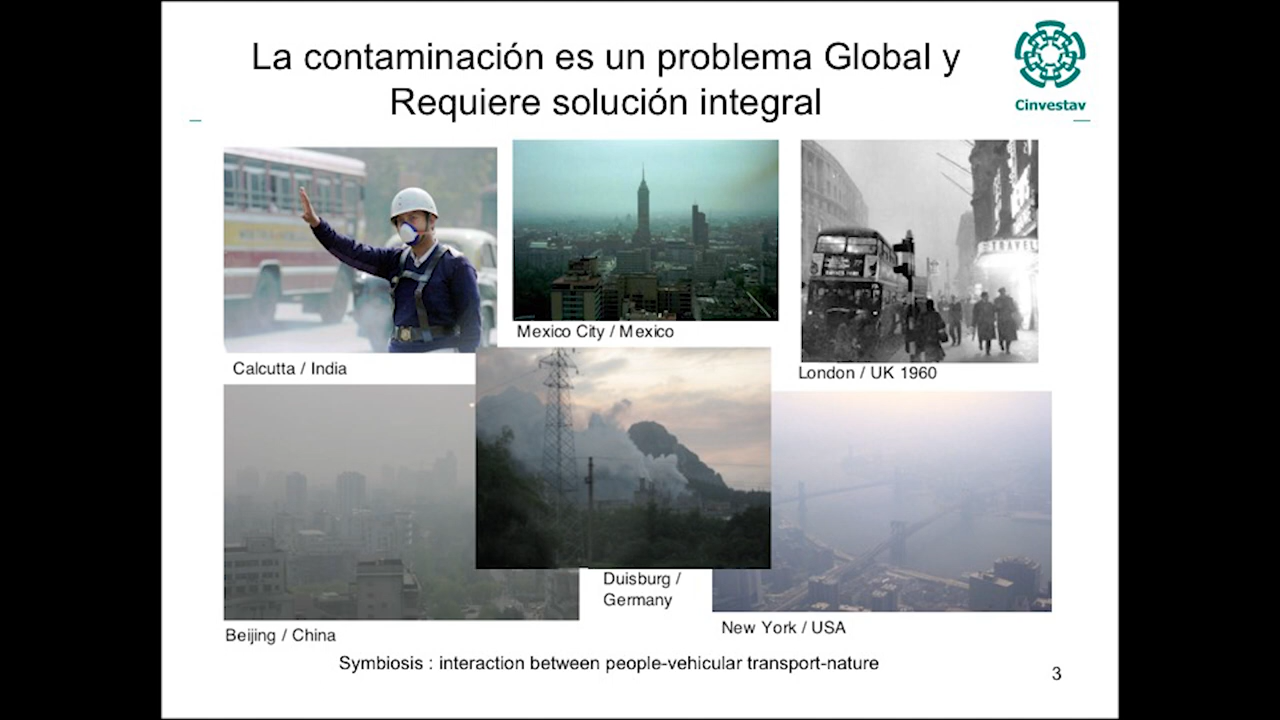 La contaminación es un problema Global y
Requiere solución integral
Cinvestav
Mexico City / Mexico
Calcutta / India
STRAVEL
London / UK 1960
Duisburg /
Germany
New York / USA
Beijing / China
Symbiosis : interaction between people-vehicular transport-nature
3